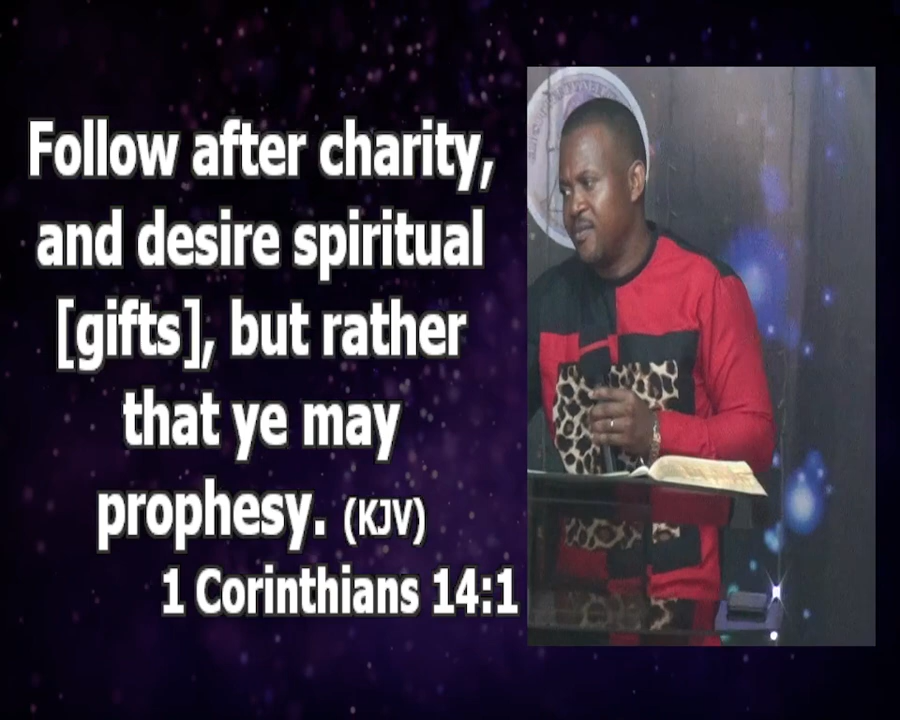 Follow after charity,
and desire spiritual
[gifts], but rather
that ye may
prophesy. (KJV)
1 Corinthians 14:1